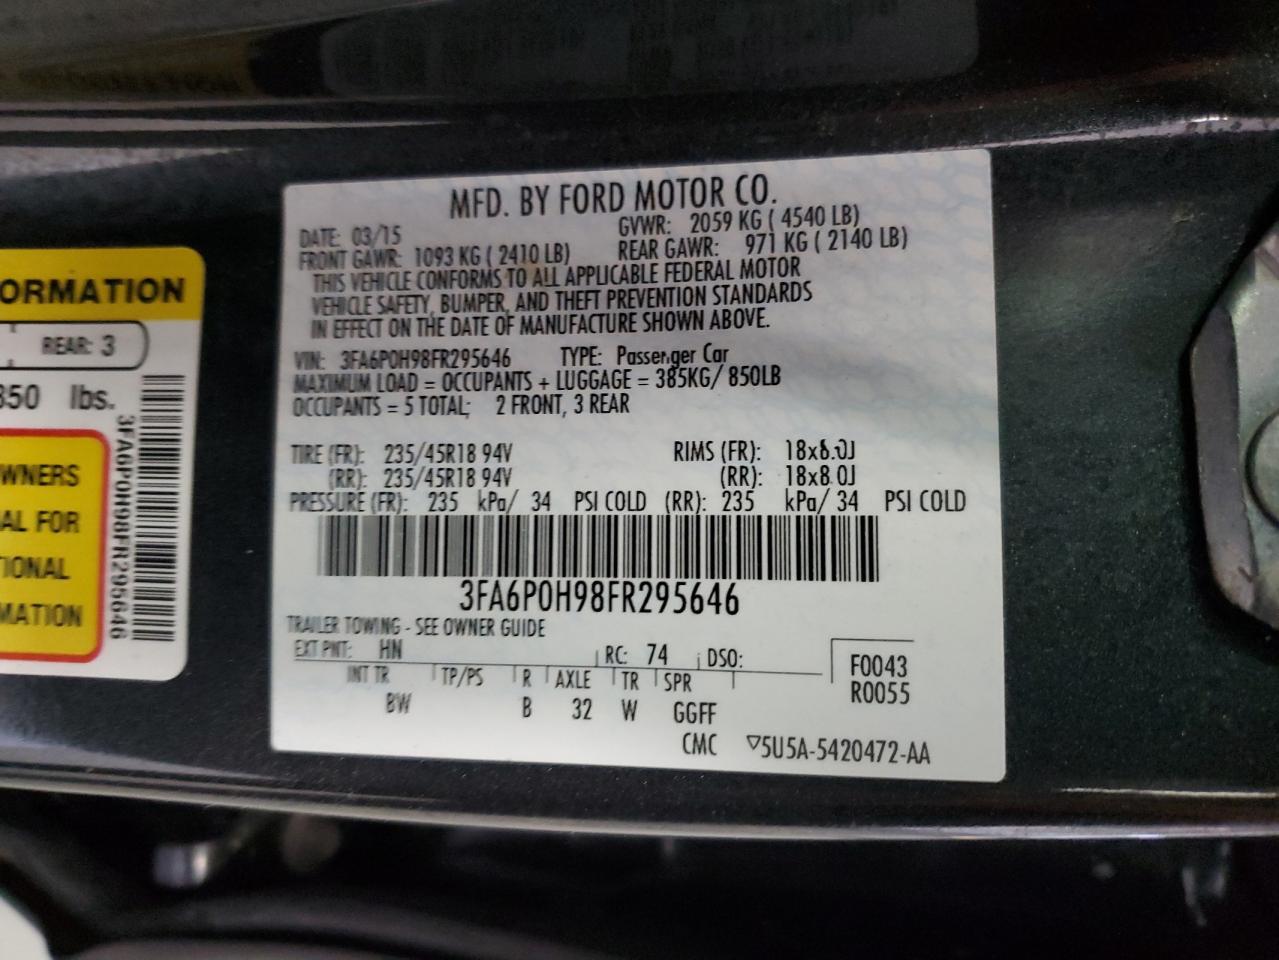 MFD. BY FORD MOTOR CO.
DATE: 03/15 GVWR: 2059 KG ( 4540 LB)
FRONT GAWR: 1093 KG ( 2410 LB) REAR GAWR: 971 KG ( 2140 LB)
THIS VEHICLE CONFORMS TO ALL APPLICABLE FEDERAL MOTOR
VEHICLE SAFETY, BUMPER, AND THEFT PREVENTION STANDARDS
IN EFFECT ON THE DATE OF MANUFACTURE SHOWN ABOVE.
VIN: 3FA6P0H98FR295646 TYPE: Passenger Car
MAXIMUM LOAD = OCCUPANTS + LUGGAGE = 385KG/ 850LB
OCCUPANTS = 5 TOTAL; 2 FRONT, 3 REAR
TIRE (FR): 235/45R18 94V RIMS (FR): 18x8.0J
(RR): 235/45R18 94V (RR): 18x8.0J
PRESSURE (FR): 235 kPa/ 34 PSI COLD (RR): 235 kPa/ 34 PSI COLD
3FA6P0H98FR295646
TRAILER TOWING - SEE OWNER GUIDE
EXT PNT: HN RC: 74 DSO:
INT TR TP/PS R AXLE TR SPR
BW B 32 W GGFF
F0043
R0055
CMC ▽5U5A-5420472-AA
ORMATION
REAR: 3
850 lbs.
3FA6P0H98FR295646
WNERS
AL FOR
TIONAL
MATION